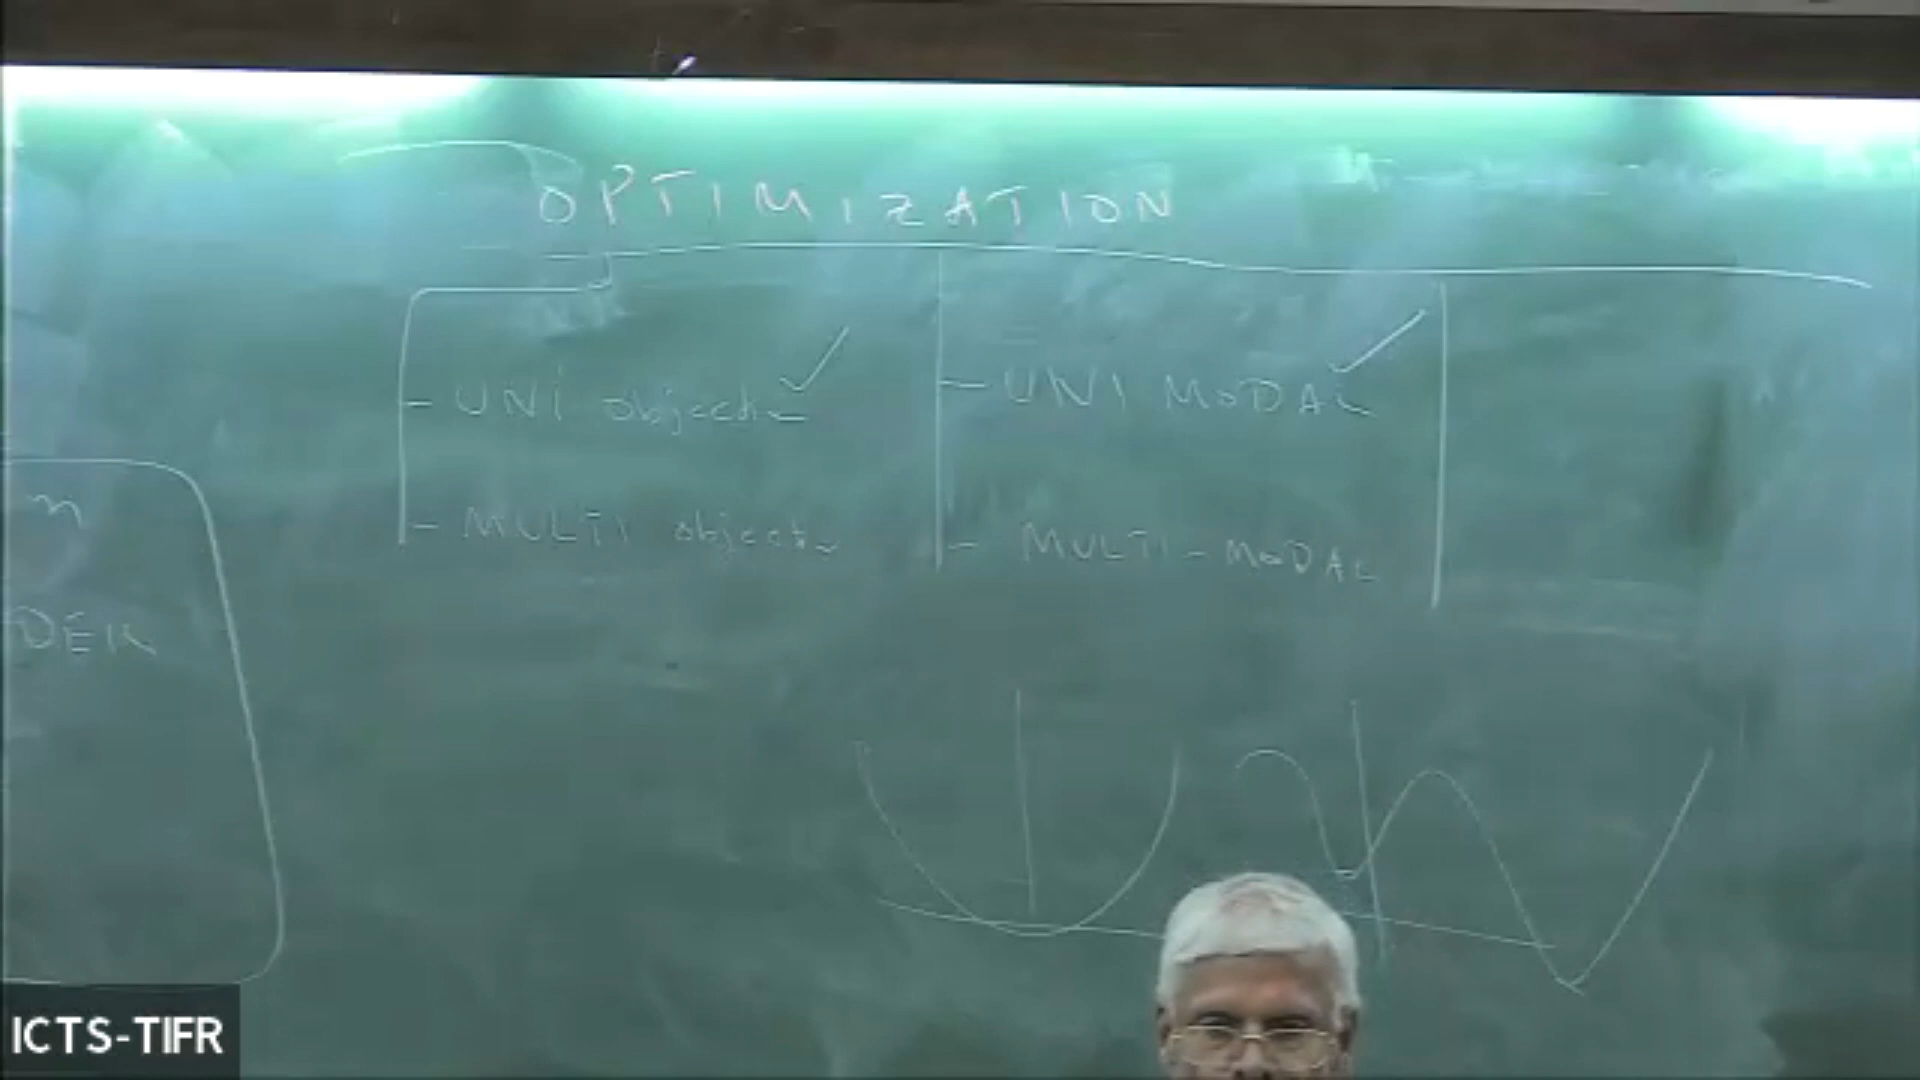 OPTIMIZATION
- UNI objective
- UNI MODAL
- MULTI objective
- MULTI-MODAL
n
DER
ICTS-TIFR